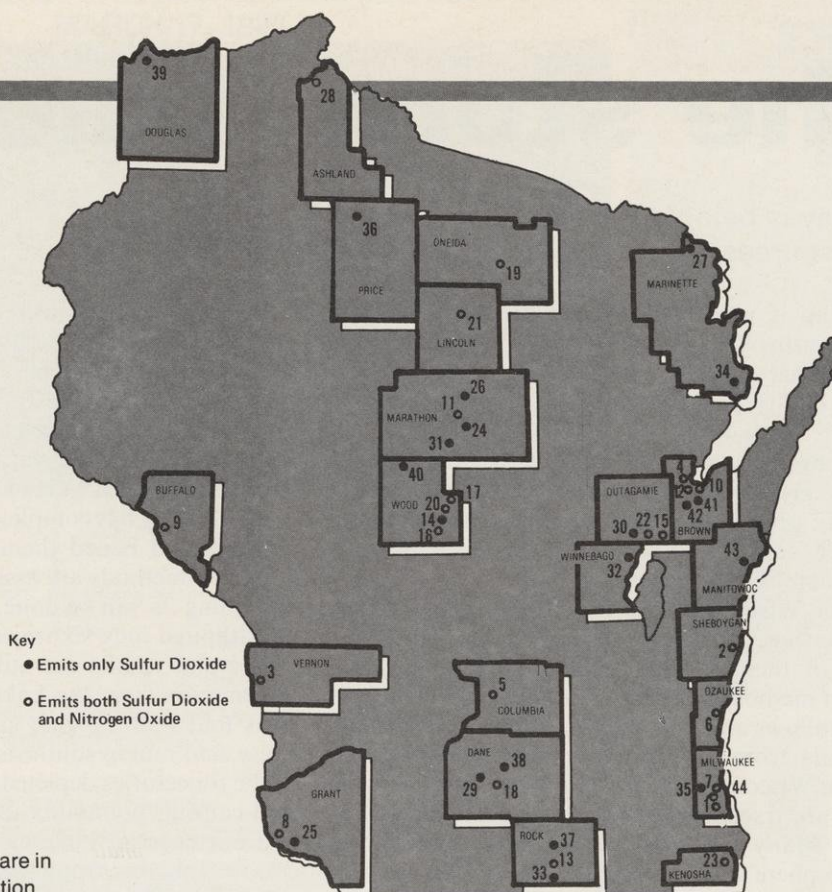 39
DOUGLAS
28
ASHLAND
36
PRICE
ONEIDA
19
21
LINCOLN
27
MARINETTE
34
26
11
MARATHON
24
31
40
WOOD
17
20
14
16
BUFFALO
9
OUTAGAMIE
4
12
10
41
42
BROWN
30
22
15
WINNEBAGO
32
43
MANITOWOC
SHEBOYGAN
2
OZAUKEE
6
MILWAUKEE
35
7
44
1
Key
Emits only Sulfur Dioxide
Emits both Sulfur Dioxide
and Nitrogen Oxide
3
VERNON
5
COLUMBIA
DANE
38
29
18
GRANT
8
25
ROCK
37
13
33
23
KENOSHA
are in
tion